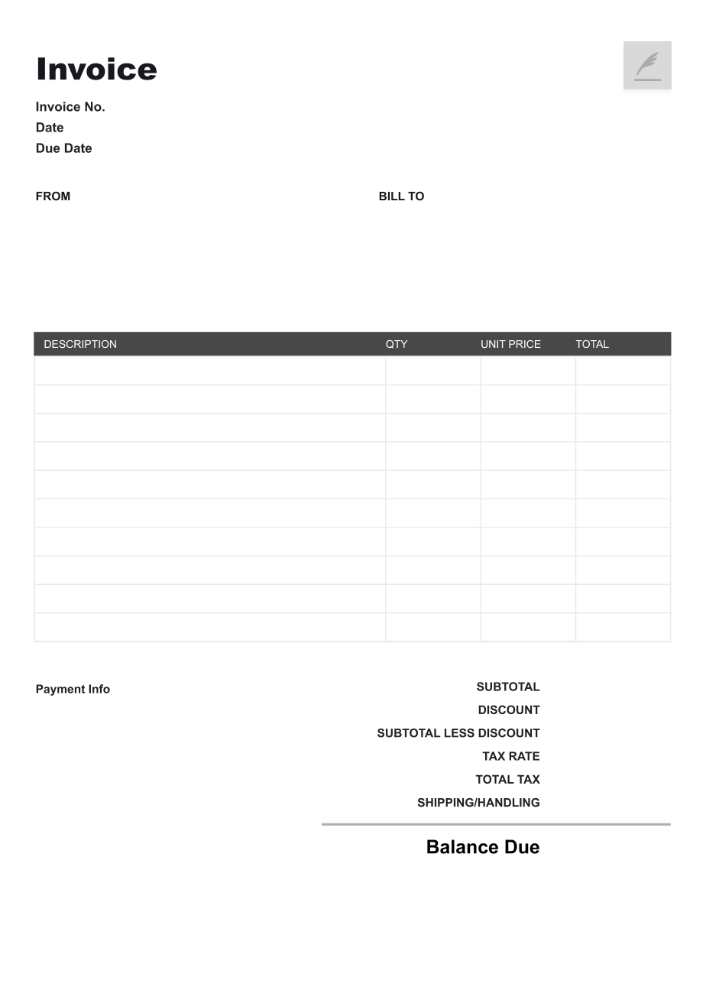 Invoice
Invoice No.
Date
Due Date
FROM
BILL TO
DESCRIPTION QTY UNIT PRICE TOTAL
Payment Info
SUBTOTAL
DISCOUNT
SUBTOTAL LESS DISCOUNT
TAX RATE
TOTAL TAX
SHIPPING/HANDLING
Balance Due